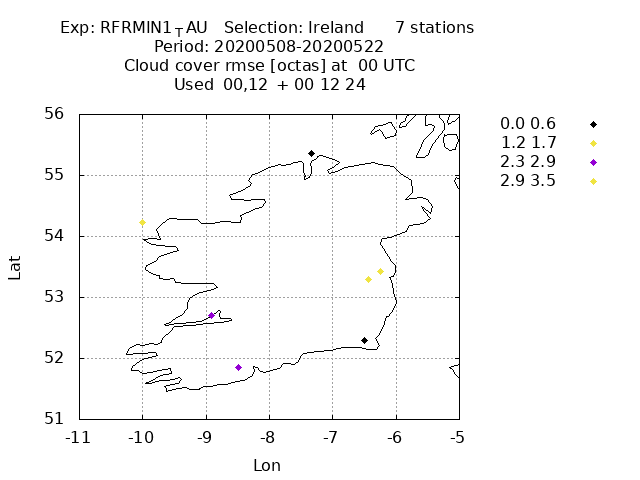 Exp: RFRMIN1_TAU Selection: Ireland 7 stations
Period: 20200508-20200522
Cloud cover rmse [octas] at 00 UTC
Used 00,12 + 00 12 24
0.0 0.6
1.2 1.7
2.3 2.9
2.9 3.5
56
55
54
53
52
51
Lat
-11 -10 -9 -8 -7 -6 -5
Lon